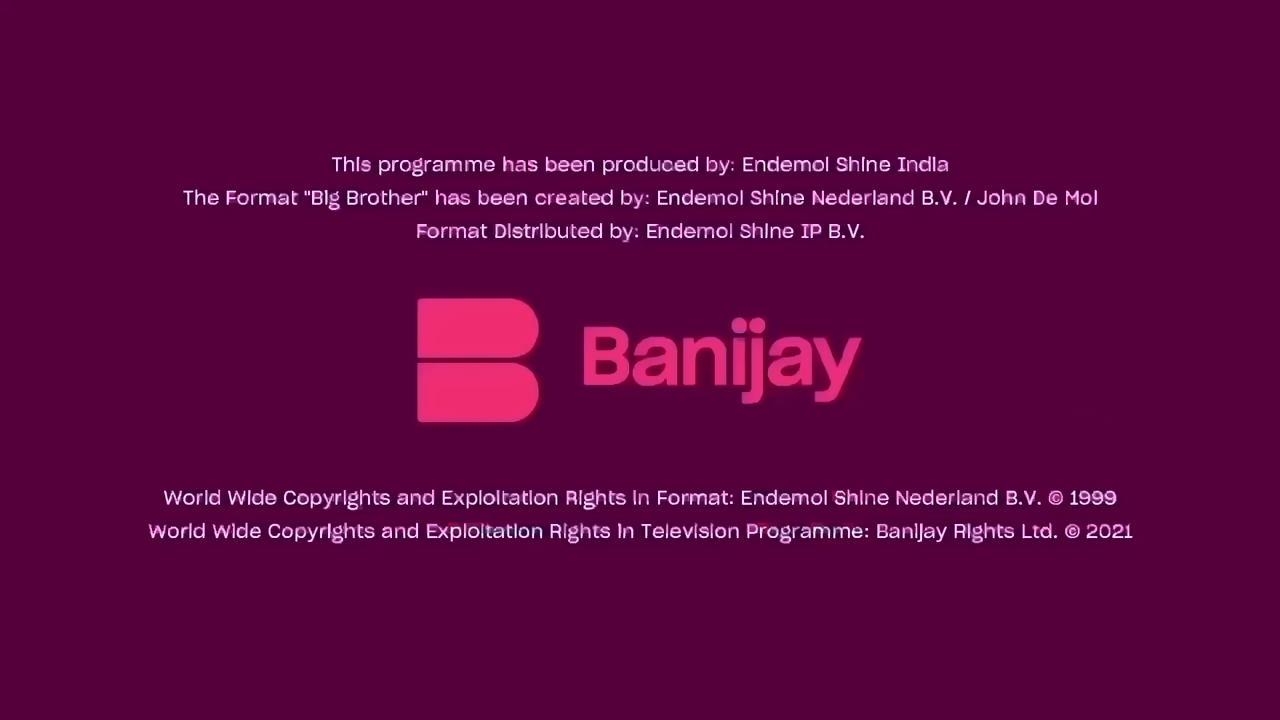 This programme has been produced by: Endemol Shine India
The Format "Big Brother" has been created by: Endemol Shine Nederland B.V. / John De Mol
Format Distributed by: Endemol Shine IP B.V.
Banijay
World Wide Copyrights and Exploitation Rights in Format: Endemol Shine Nederland B.V. © 1999
World Wide Copyrights and Exploitation Rights in Television Programme: Banijay Rights Ltd. © 2021